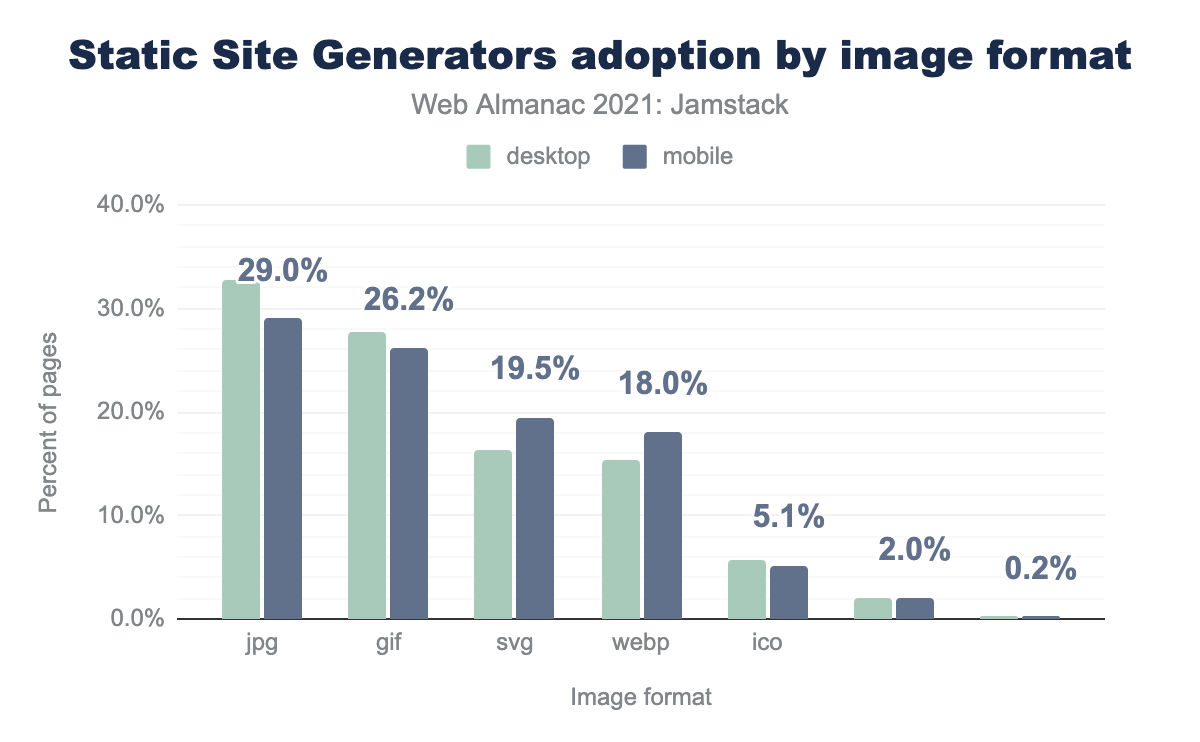 Static Site Generators adoption by image format
Web Almanac 2021: Jamstack
desktop
mobile
Percent of pages
40.0%
30.0%
20.0%
10.0%
0.0%
29.0%
26.2%
19.5%
18.0%
5.1%
2.0%
0.2%
jpg
gif
svg
webp
ico
Image format